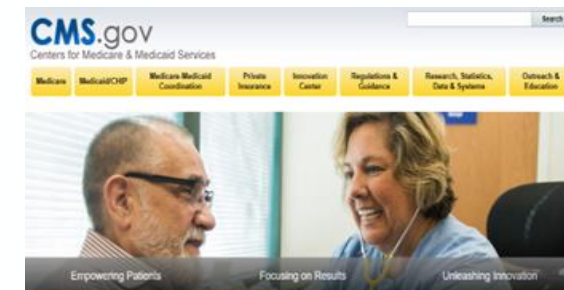 Search
CMS.gov
Centers for Medicare & Medicaid Services
Medicare
Medicaid/CHIP
Medicare-Medicaid
Coordination
Private
Insurance
Innovation
Center
Regulations &
Guidance
Research, Statistics,
Data & Systems
Outreach &
Education
Empowering Patients
Focusing on Results
Unleashing Innovation